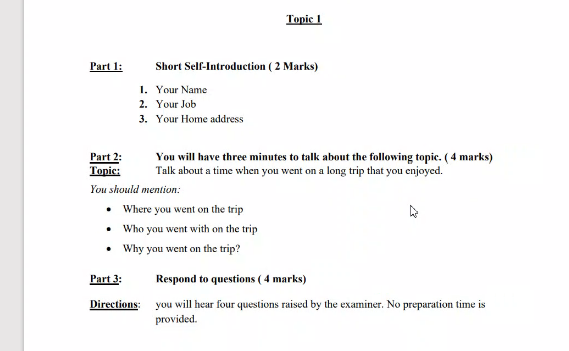 Topic 1
Part 1: Short Self-Introduction ( 2 Marks)
1. Your Name
2. Your Job
3. Your Home address
Part 2: You will have three minutes to talk about the following topic. ( 4 marks)
Topic: Talk about a time when you went on a long trip that you enjoyed.
You should mention:
• Where you went on the trip
• Who you went with on the trip
• Why you went on the trip?
Part 3: Respond to questions ( 4 marks)
Directions: you will hear four questions raised by the examiner. No preparation time is
provided.